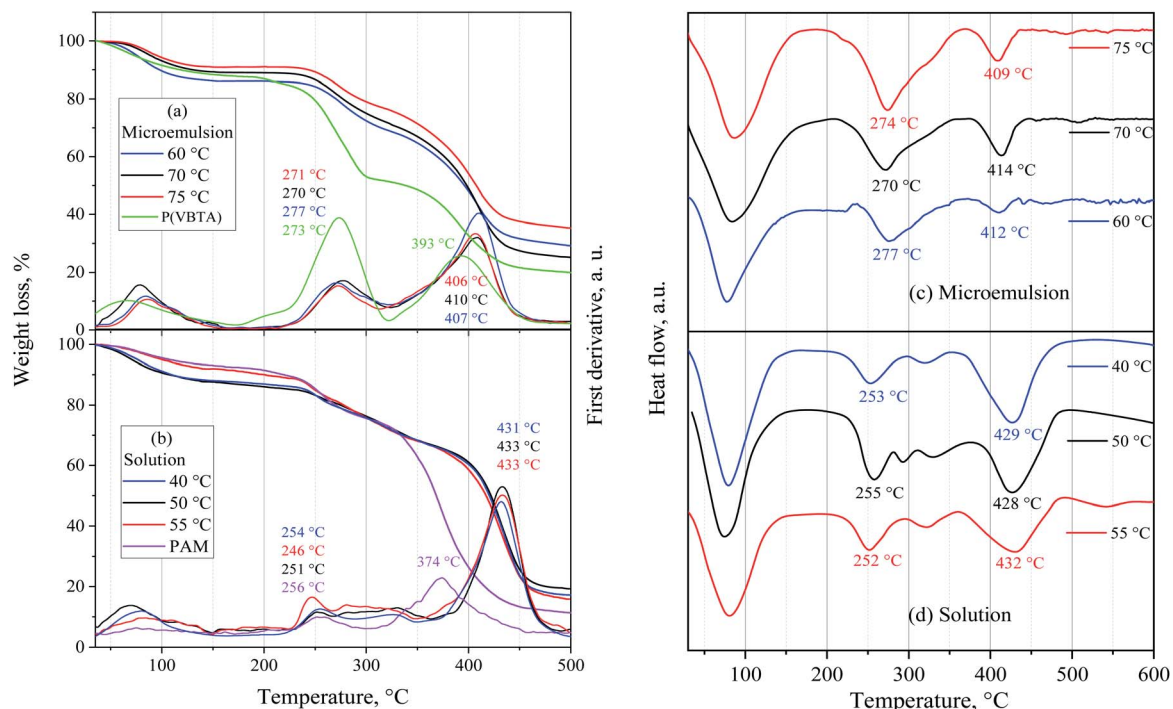 100
80
60
40
20
0
(a)
Microemulsion
60 °C
70 °C
75 °C
P(VBTA)
271 °C
270 °C
277 °C
273 °C
393 °C
406 °C
410 °C
407 °C
100
80
60
40
20
0
(b)
Solution
40 °C
50 °C
55 °C
PAM
431 °C
433 °C
433 °C
254 °C
246 °C
251 °C
256 °C
374 °C
100
200
300
400
500
Temperature, °C
Weight loss, %
First derivative, a. u.
75 °C
409 °C
274 °C
70 °C
414 °C
270 °C
60 °C
412 °C
277 °C
(c) Microemulsion
40 °C
253 °C
429 °C
50 °C
255 °C
428 °C
55 °C
252 °C
432 °C
(d) Solution
100
200
300
400
500
600
Temperature, °C
Heat flow, a.u.